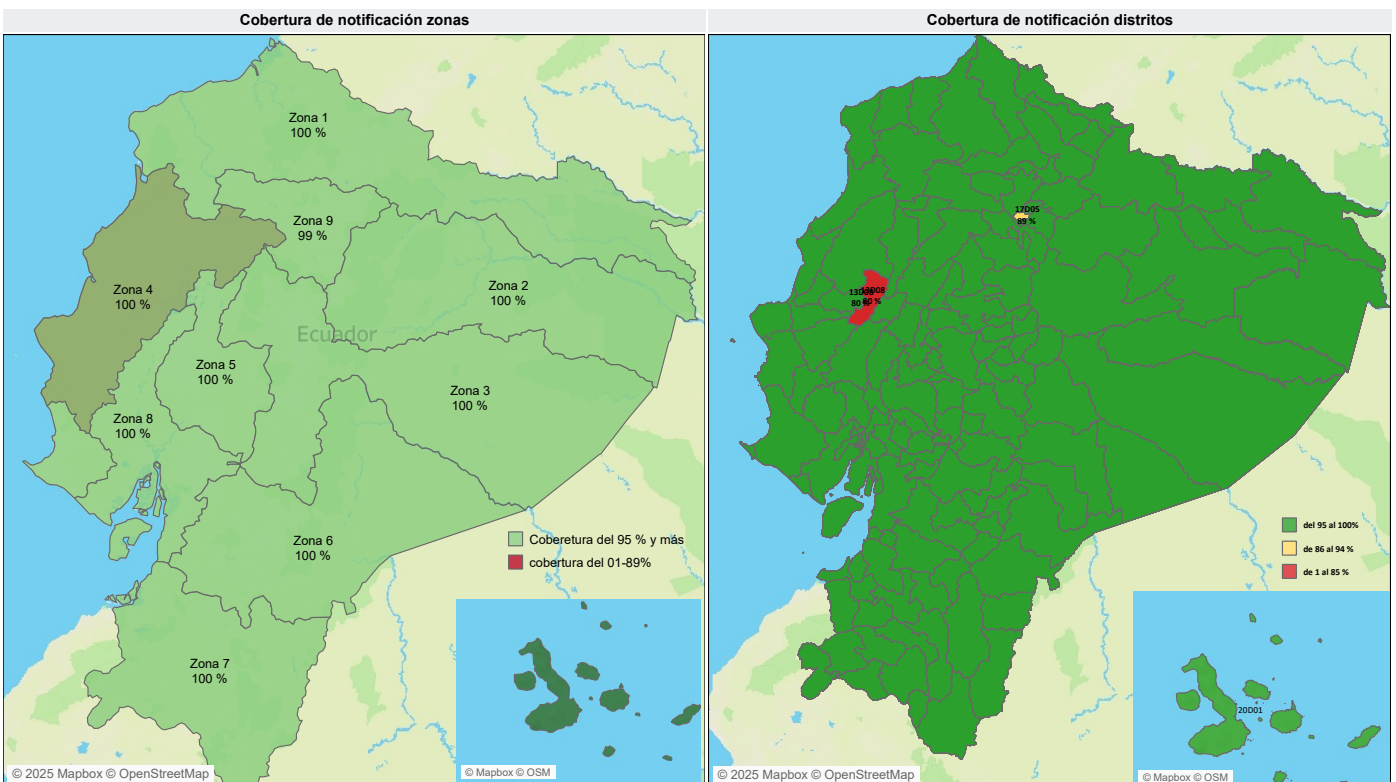 Cobertura de notificación zonas
Zona 1
100 %
Zona 9
99 %
Zona 4
100 %
Zona 2
100 %
Ecuador
Zona 5
100 %
Zona 3
100 %
Zona 8
100 %
Zona 6
100 %
Zona 7
100 %
Coberetura del 95 % y más
cobertura del 01-89%
© 2025 Mapbox © OpenStreetMap
© Mapbox © OSM
Cobertura de notificación distritos
17D05
89 %
13D08
80 %
80 %
del 95 al 100%
de 86 al 94 %
de 1 al 85 %
20D01
© 2025 Mapbox © OpenStreetMap
© Mapbox © OSM